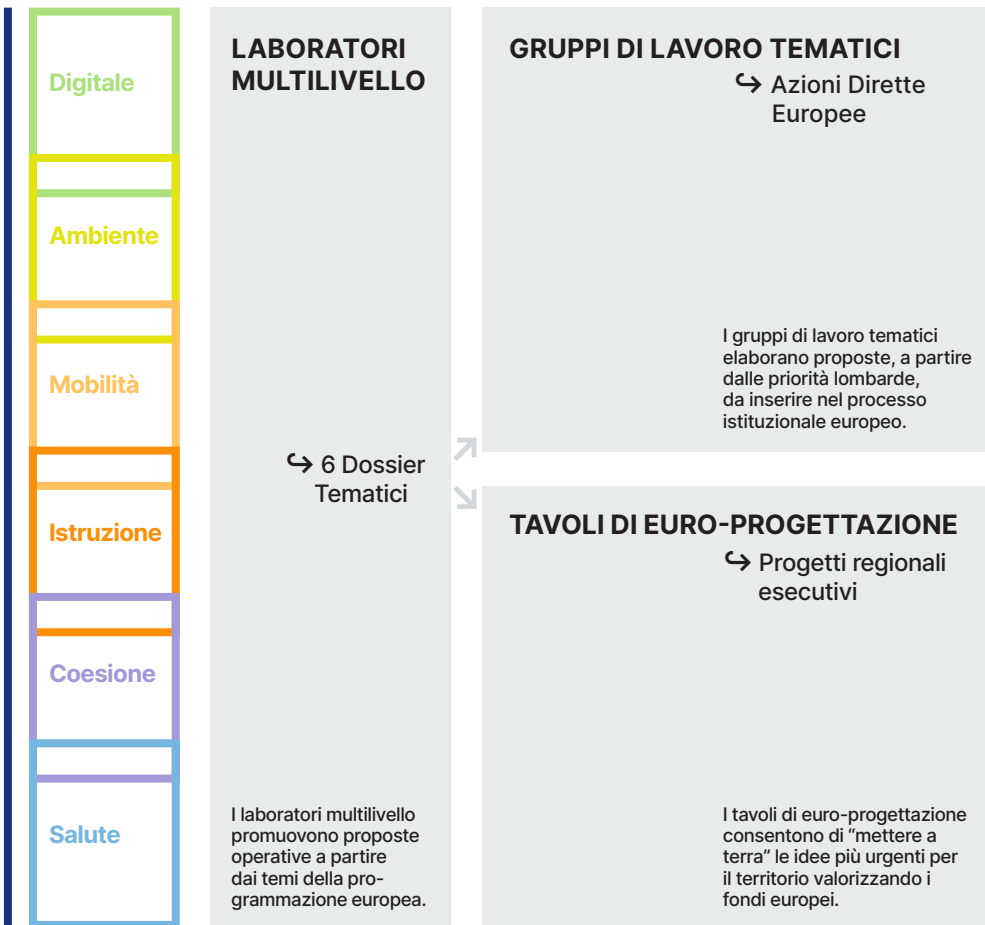 Digitale
Ambiente
Mobilità
Istruzione
Coesione
Salute
LABORATORI
MULTILIVELLO
↪ 6 Dossier
Tematici
I laboratori multilivello
promuovono proposte
operative a partire
dai temi della pro-
grammazione europea.
GRUPPI DI LAVORO TEMATICI
↪ Azioni Dirette
Europee
I gruppi di lavoro tematici
elaborano proposte, a partire
dalle priorità lombarde,
da inserire nel processo
istituzionale europeo.
TAVOLI DI EURO-PROGETTAZIONE
↪ Progetti regionali
esecutivi
I tavoli di euro-progettazione
consentono di “mettere a
terra” le idee più urgenti per
il territorio valorizzando i
fondi europei.